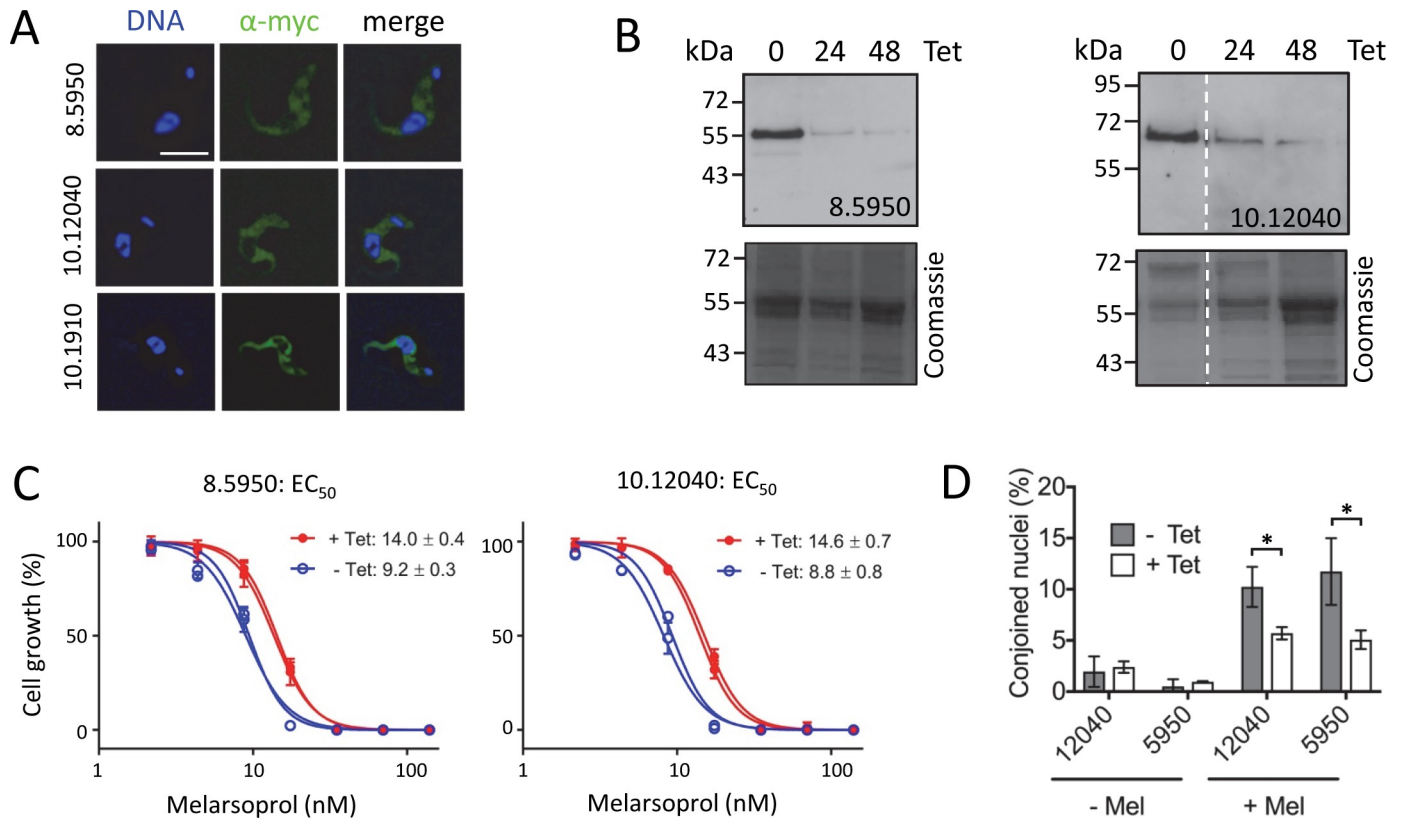 A
DNA α-myc merge
8.5950
10.12040
10.1910
B
kDa 0 24 48 Tet
72
55
43
8.5950
72
55
43
Coomassie
kDa 0 24 48 Tet
95
72
55
10.12040
72
55
43
Coomassie
C
8.5950: EC50
+ Tet: 14.0 ± 0.4
- Tet: 9.2 ± 0.3
Cell growth (%)
100
50
0
1 10 100
Melarsoprol (nM)
10.12040: EC50
+ Tet: 14.6 ± 0.7
- Tet: 8.8 ± 0.8
100
50
0
1 10 100
Melarsoprol (nM)
D
Conjoined nuclei (%)
20
15
10
5
0
- Tet
+ Tet
* *
12040 5950 12040 5950
- Mel + Mel